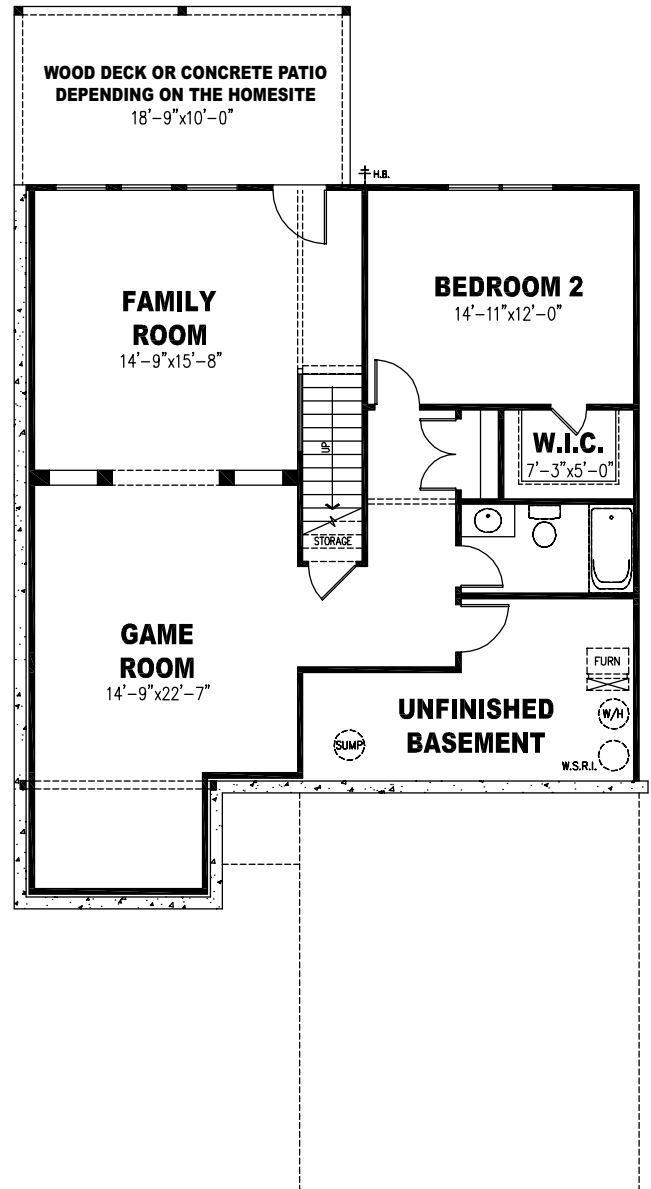 WOOD DECK OR CONCRETE PATIO
DEPENDING ON THE HOMESITE
18'-9"x10'-0"
H.B.
FAMILY
ROOM
14'-9"x15'-8"
BEDROOM 2
14'-11"x12'-0"
UP
W.I.C.
7'-3"x5'-0"
STORAGE
GAME
ROOM
14'-9"x22'-7"
FURN
UNFINISHED
BASEMENT
W/H
SUMP
W.S.R.I.